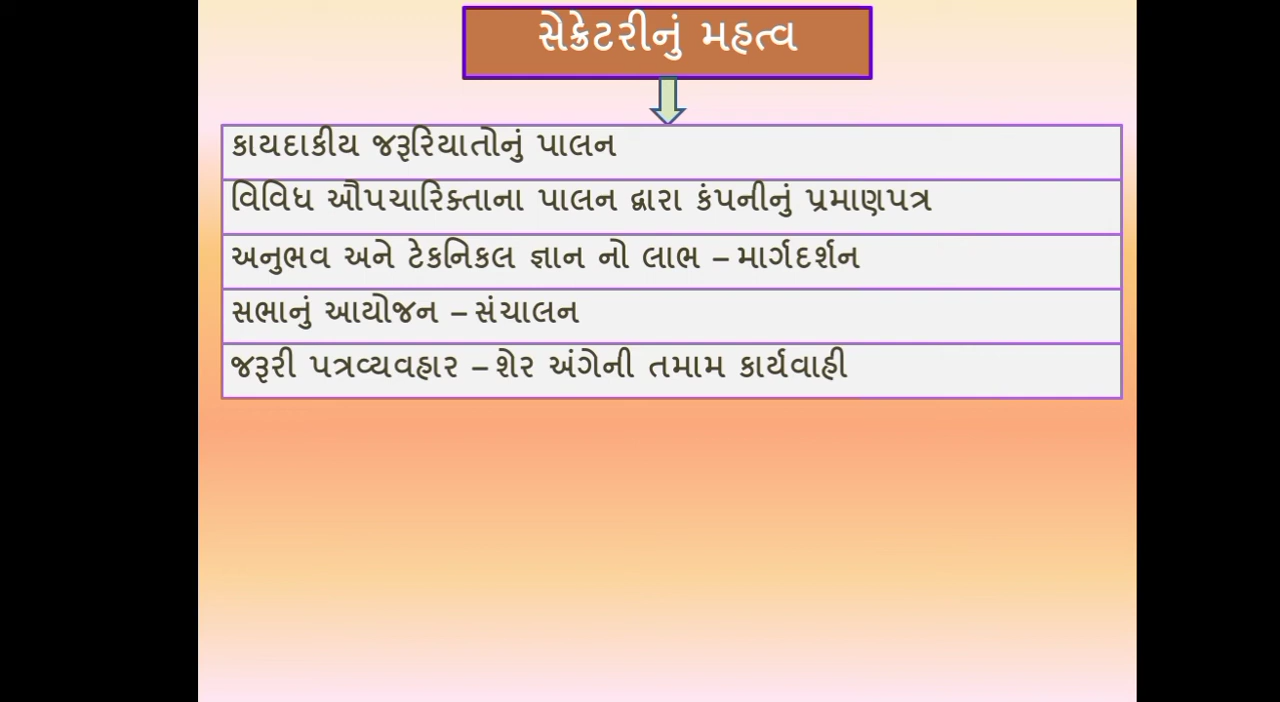 સેક્રેટરીનું મહત્વ
કાયદાકીય જરૂરિયાતોનું પાલન
વિવિધ ઔપચારિક્તાના પાલન દ્વારા કંપનીનું પ્રમાણપત્ર
અનુભવ અને ટેકનિકલ જ્ઞાન નો લાભ – માર્ગદર્શન
સભાનું આયોજન – સંચાલન
જરૂરી પત્રવ્યવહાર – શેર અંગેની તમામ કાર્યવાહી